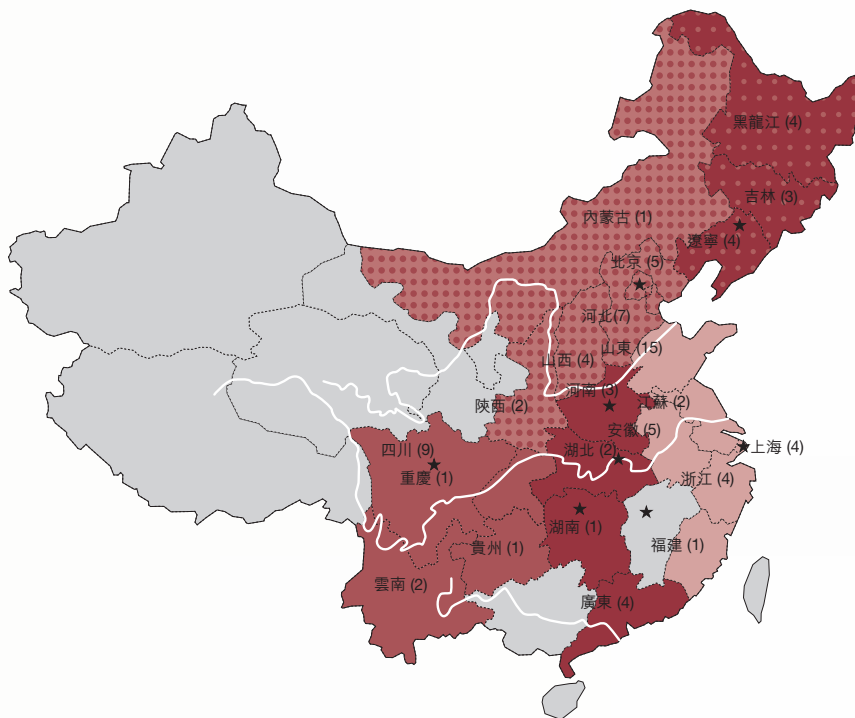 黑龍江 (4)
吉林 (3)
內蒙古 (1)
遼寧 (4)
北京 (5)
河北(7)
山東 (15)
山西 (4)
河南 (3)
陝西 (2)
江蘇 (2)
安徽 (5)
四川 (9)
湖北 (2)
上海 (4)
重慶 (1)
浙江 (4)
湖南 (1)
貴州 (1)
福建 (1)
雲南 (2)
廣東 (4)